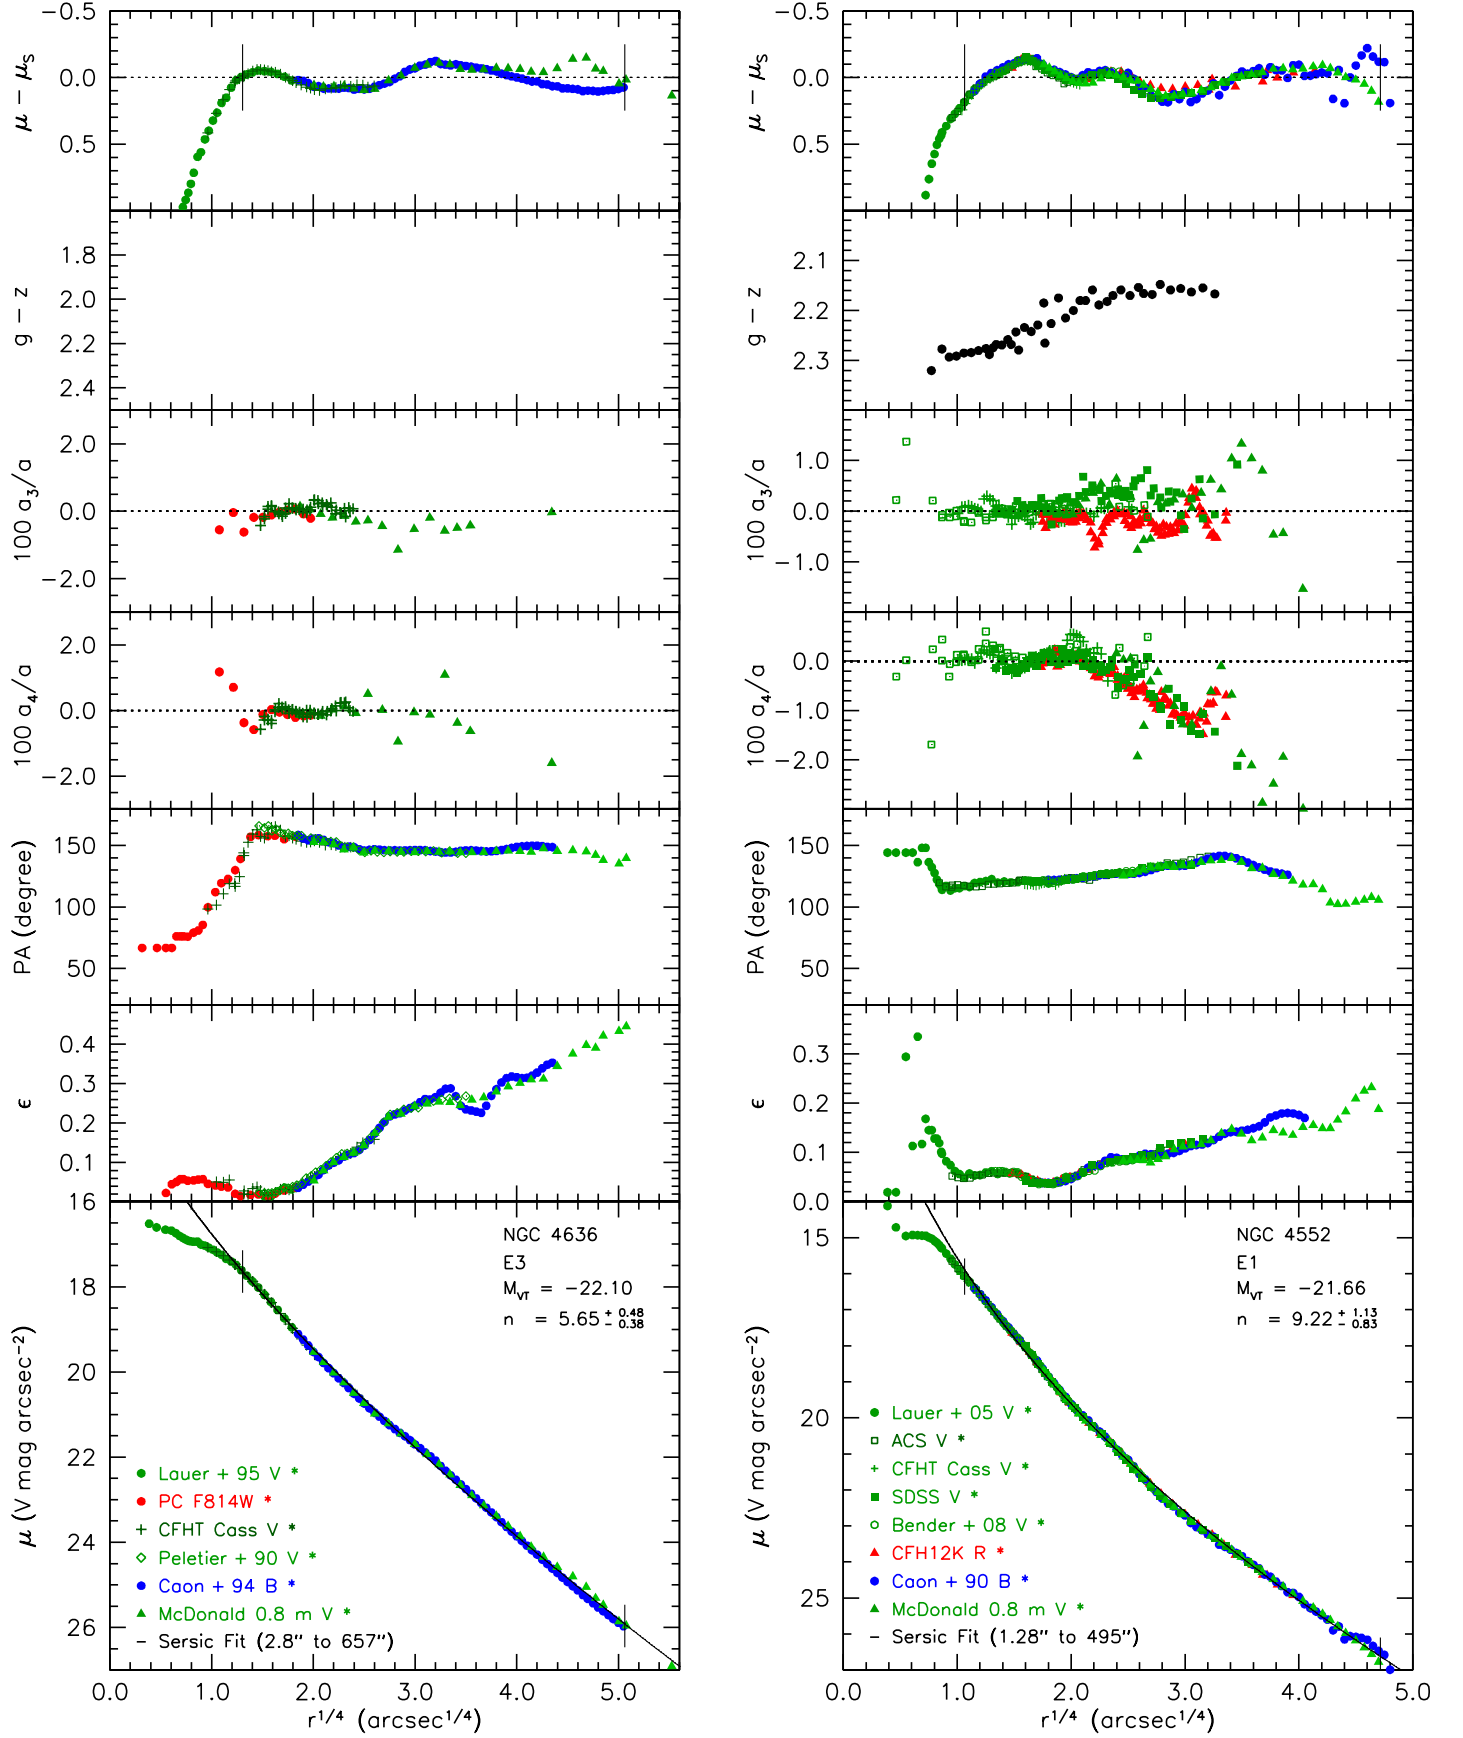 −0.5
0.0
0.5
μ − μS
1.8
2.0
2.2
2.4
g − z
2.0
0.0
−2.0
100 a3/a
2.0
0.0
−2.0
100 a4/a
150
100
50
PA (degree)
0.4
0.3
0.2
0.1
ε
16
18
20
22
24
26
μ (V mag arcsec−2)
NGC 4636
E3
MVT = −22.10
n = 5.65 + 0.48 − 0.38
Lauer + 95 V *
PC F814W *
CFHT Cass V *
Peletier + 90 V *
Caon + 94 B *
McDonald 0.8 m V *
− Sersic Fit (2.8″ to 657″)
0.0 1.0 2.0 3.0 4.0 5.0
r1/4 (arcsec1/4)
−0.5
0.0
0.5
μ − μS
2.1
2.2
2.3
g − z
1.0
0.0
−1.0
100 a3/a
0.0
−1.0
−2.0
100 a4/a
150
100
50
PA (degree)
0.3
0.2
0.1
0.0
ε
15
20
25
μ (V mag arcsec−2)
NGC 4552
E1
MVT = −21.66
n = 9.22 + 1.13 − 0.83
Lauer + 05 V *
ACS V *
CFHT Cass V *
SDSS V *
Bender + 08 V *
CFH12K R *
Caon + 90 B *
McDonald 0.8 m V *
− Sersic Fit (1.28″ to 495″)
0.0 1.0 2.0 3.0 4.0 5.0
r1/4 (arcsec1/4)